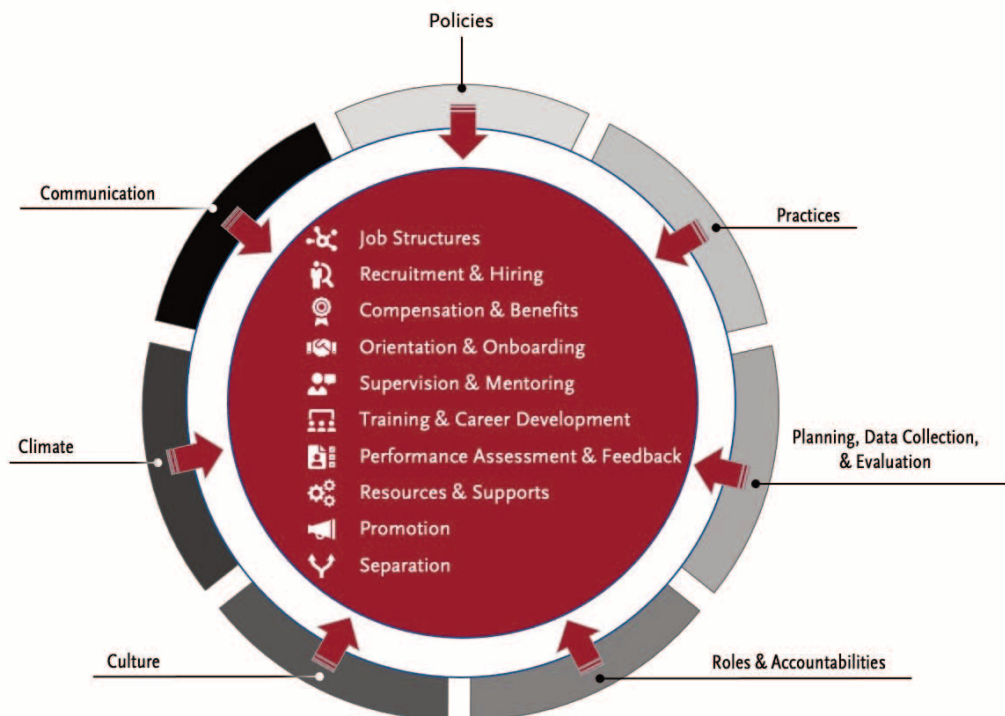 Policies
Communication
Practices
Job Structures
Recruitment & Hiring
Compensation & Benefits
Orientation & Onboarding
Supervision & Mentoring
Training & Career Development
Performance Assessment & Feedback
Resources & Supports
Promotion
Separation
Climate
Planning, Data Collection,
& Evaluation
Culture
Roles & Accountabilities